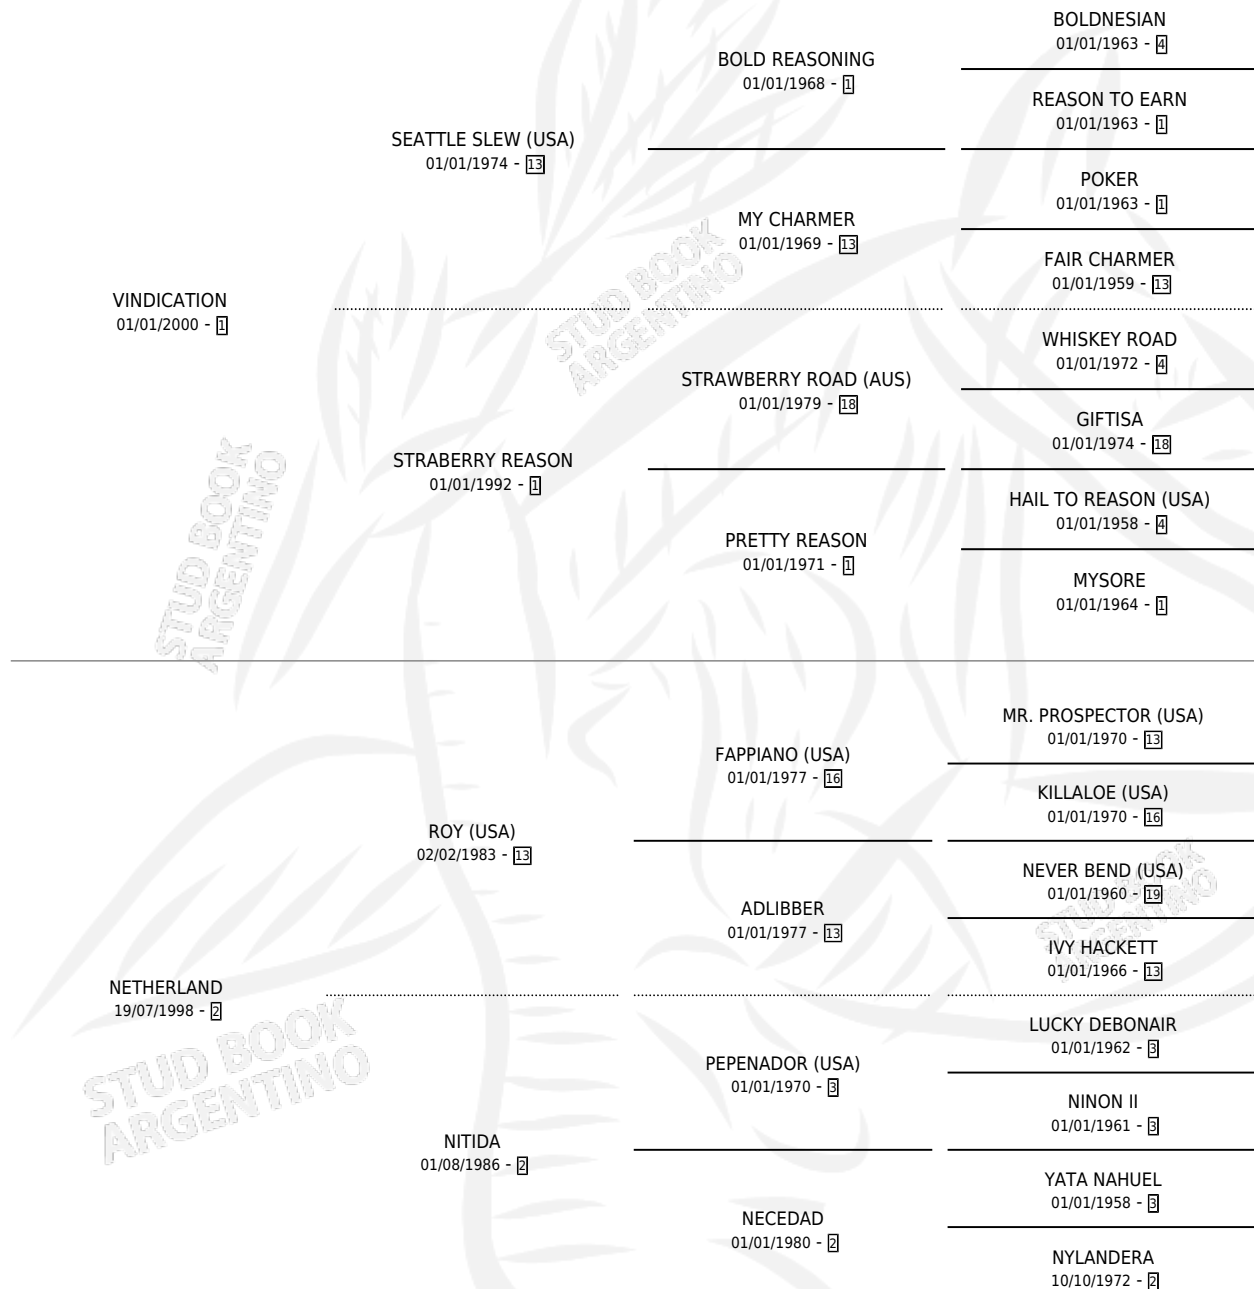 BOLDNESIAN
01/01/1963 - 4
BOLD REASONING
01/01/1968 - 1
REASON TO EARN
01/01/1963 - 1
SEATTLE SLEW (USA)
01/01/1974 - 13
POKER
01/01/1963 - 1
MY CHARMER
01/01/1969 - 13
FAIR CHARMER
01/01/1959 - 13
VINDICATION
01/01/2000 - 1
WHISKEY ROAD
01/01/1972 - 4
STRAWBERRY ROAD (AUS)
01/01/1979 - 18
GIFTISA
01/01/1974 - 18
STRABERRY REASON
01/01/1992 - 1
HAIL TO REASON (USA)
01/01/1958 - 4
PRETTY REASON
01/01/1971 - 1
MYSORE
01/01/1964 - 1
MR. PROSPECTOR (USA)
01/01/1970 - 13
FAPPIANO (USA)
01/01/1977 - 16
KILLALOE (USA)
01/01/1970 - 16
ROY (USA)
02/02/1983 - 13
NEVER BEND (USA)
01/01/1960 - 19
ADLIBBER
01/01/1977 - 13
IVY HACKETT
01/01/1966 - 13
NETHERLAND
19/07/1998 - 2
LUCKY DEBONAIR
01/01/1962 - 3
PEPENADOR (USA)
01/01/1970 - 3
NINON II
01/01/1961 - 3
NITIDA
01/08/1986 - 2
YATA NAHUEL
01/01/1958 - 3
NECEDAD
01/01/1980 - 2
NYLANDERA
10/10/1972 - 2
STUD BOOK
ARGENTINO
STUD BOOK
ARGENTINO
STUD BOOK
ARGENTINO
STUD BOOK
ARGENTINO